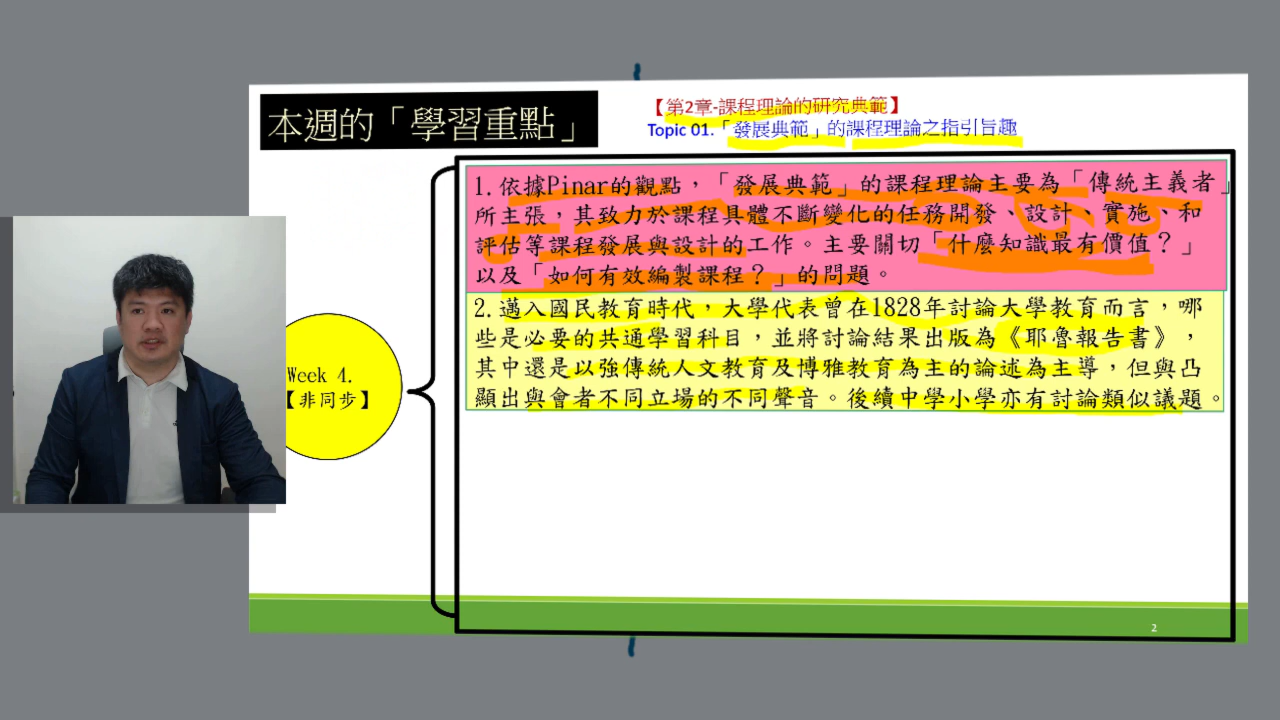 本週的「學習重點」
【第2章-課程理論的研究典範】
Topic 01.「發展典範」的課程理論之指引旨趣
1.依據Pinar的觀點，「發展典範」的課程理論主要為「傳統主義者」
所主張，其致力於課程具體不斷變化的任務開發、設計、實施、和
評估等課程發展與設計的工作。主要關切「什麼知識最有價值？」
以及「如何有效編製課程？」的問題。
2.邁入國民教育時代，大學代表曾在1828年討論大學教育而言，哪
些是必要的共通學習科目，並將討論結果出版為《耶魯報告書》，
其中還是以強傳統人文教育及博雅教育為主的論述為主導，但與凸
顯出與會者不同立場的不同聲音。後續中學小學亦有討論類似議題。
Week 4.
【非同步】
2